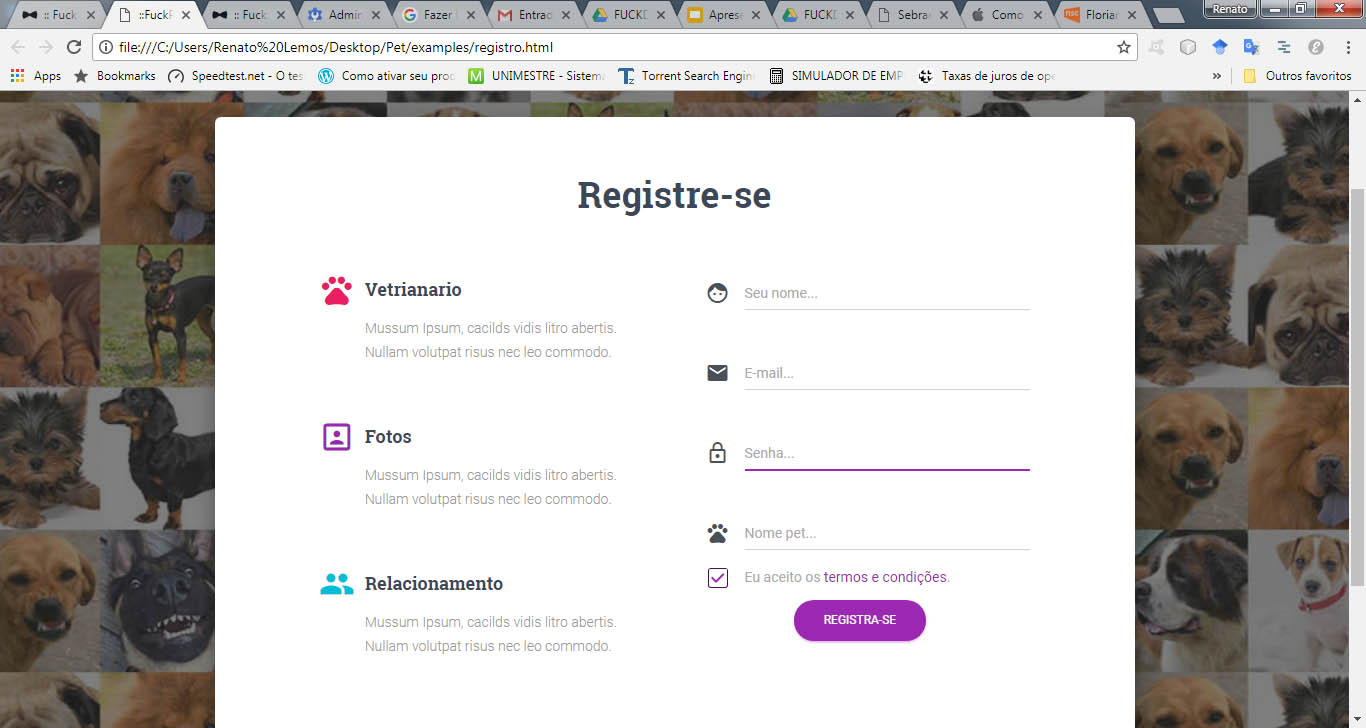 :: Fuck
::FuckF
:: Fuck
Admin
Fazer
Entrad
FUCKD
Aprese
FUCKD
Sebra
Como
nsc Florian
Renato
file:///C:/Users/Renato%20Lemos/Desktop/Pet/examples/registro.html
Apps Bookmarks Speedtest.net - O tes Como ativar seu prod UNIMESTRE - Sistema Torrent Search Engin SIMULADOR DE EMP Taxas de juros de ope » Outros favoritos
Registre-se
Vetrianario
Mussum Ipsum, cacilds vidis litro abertis.
Nullam volutpat risus nec leo commodo.
Fotos
Mussum Ipsum, cacilds vidis litro abertis.
Nullam volutpat risus nec leo commodo.
Relacionamento
Mussum Ipsum, cacilds vidis litro abertis.
Nullam volutpat risus nec leo commodo.
Seu nome...
E-mail...
Senha...
Nome pet...
Eu aceito os termos e condições.
REGISTRA-SE